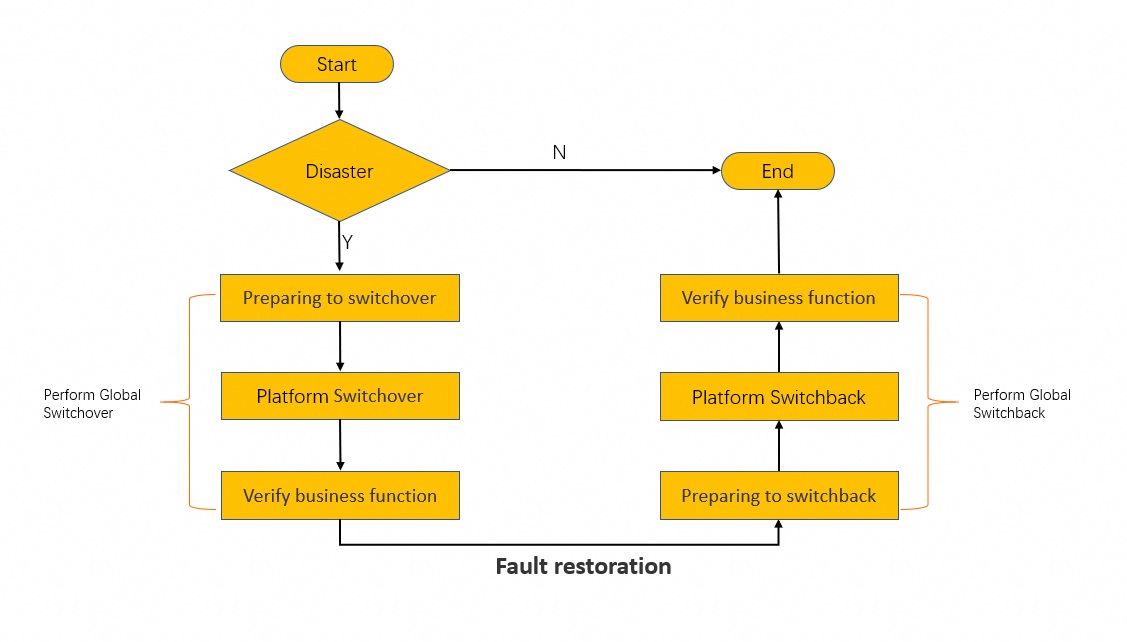 Start
Disaster
N
End
Y
Preparing to switchover
Platform Switchover
Verify business function
Perform Global
Switchover
Fault restoration
Preparing to switchback
Platform Switchback
Verify business function
Perform Global
Switchback